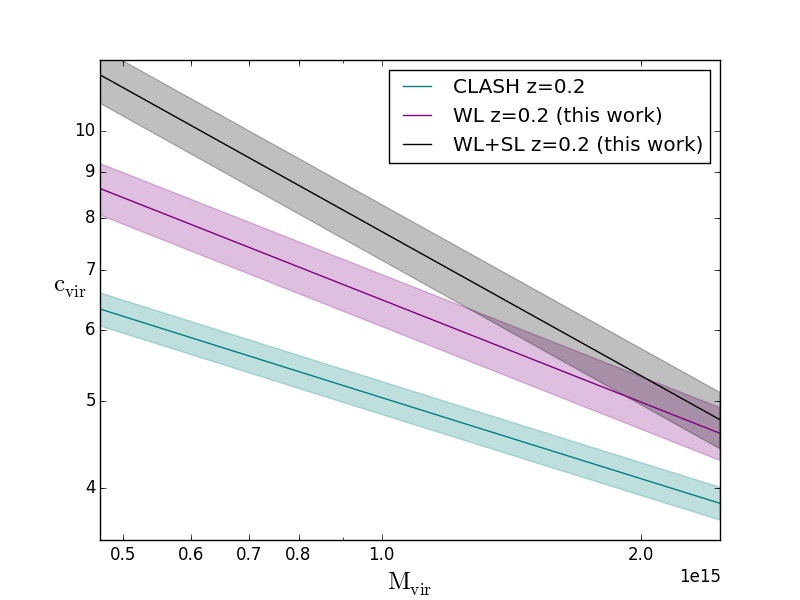 CLASH z=0.2
WL z=0.2 (this work)
WL+SL z=0.2 (this work)
10
9
8
7
c_vir
6
5
4
0.5 0.6 0.7 0.8 1.0 2.0
1e15
M_vir